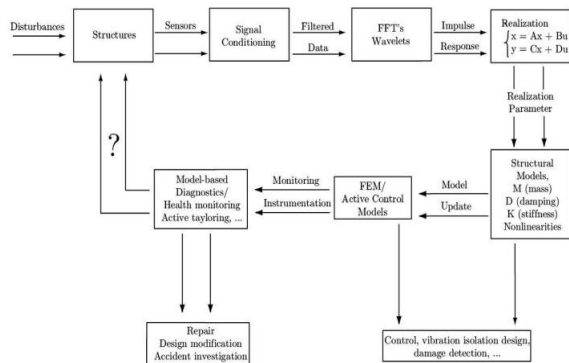 Disturbances
Structures
Sensors
Signal
Conditioning
Filtered
Data
FFT's
Wavelets
Impulse
Response
Realization
{ x = Ax + Bu
y = Cx + Du
Realization
Parameter
?
Model-based
Diagnostics/
Health monitoring
Active tayloring, ...
Monitoring
Instrumentation
FEM/
Active Control
Models
Model
Update
Structural
Models,
M (mass)
D (damping)
K (stiffness)
Nonlinearities
Repair
Design modification
Accident investigation
Control, vibration isolation design,
damage detection, ...